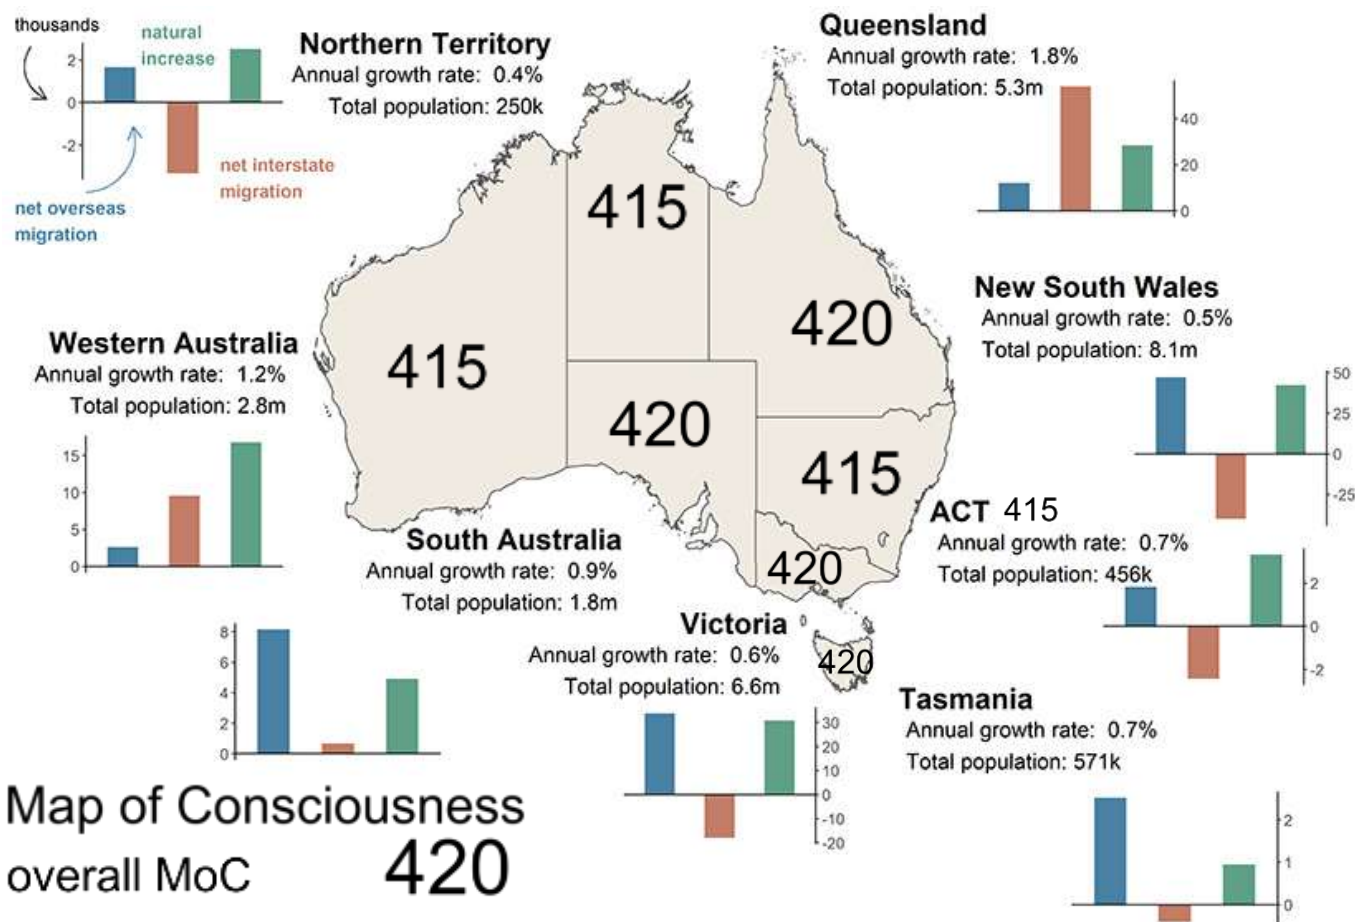 thousands
natural
increase
2
0
-2
net interstate
migration
net overseas
migration
Northern Territory
Annual growth rate: 0.4%
Total population: 250k
Queensland
Annual growth rate: 1.8%
Total population: 5.3m
40
20
0
415
420
New South Wales
Annual growth rate: 0.5%
Total population: 8.1m
50
25
0
-25
Western Australia
Annual growth rate: 1.2%
Total population: 2.8m
15
10
5
0
415
420
415
ACT 415
Annual growth rate: 0.7%
Total population: 456k
2
0
-2
South Australia
Annual growth rate: 0.9%
Total population: 1.8m
8
6
4
2
0
420
Victoria
Annual growth rate: 0.6%
Total population: 6.6m
30
20
10
0
-10
-20
420
Tasmania
Annual growth rate: 0.7%
Total population: 571k
2
1
0
Map of Consciousness
overall MoC 420